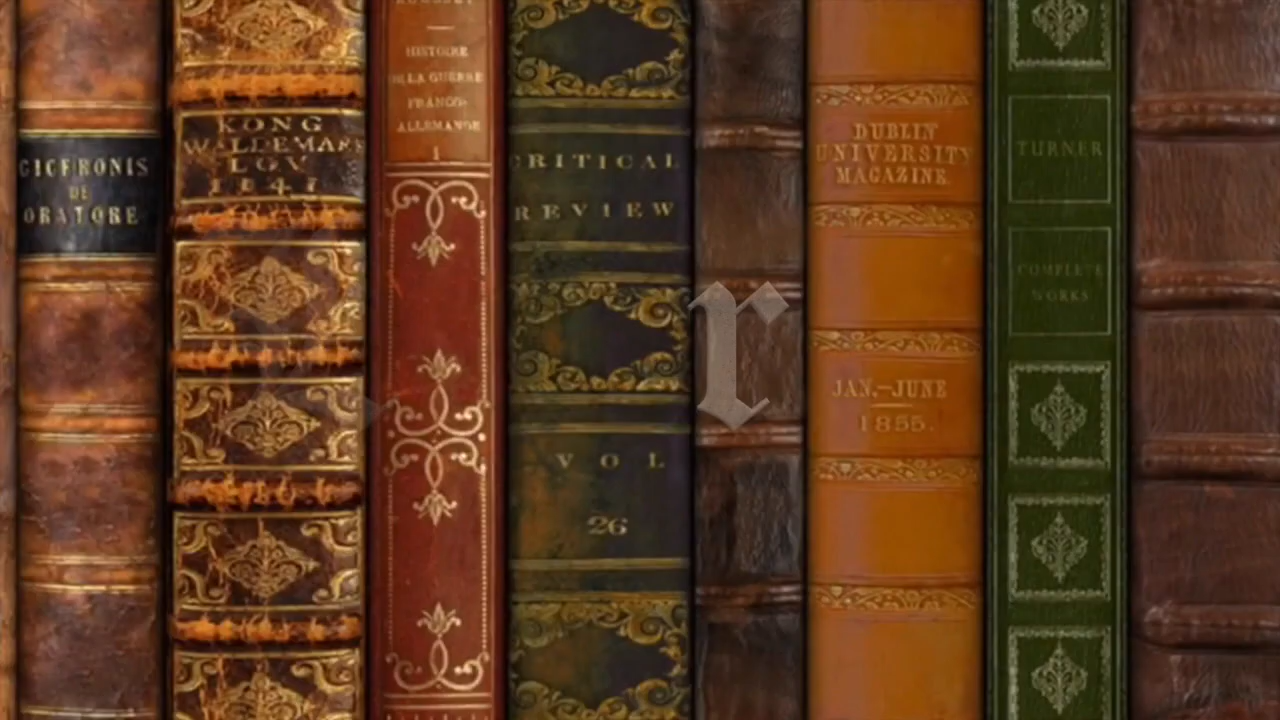 CICERONIS
DE
ORATORE
KONG
WALDEMARS
LOV
1847
HISTOIRE
DE LA GUERRE
FRANCO-
ALLEMANDE
1
CRITICAL
REVIEW
VOL
26
r
DUBLIN
UNIVERSITY
MAGAZINE
JAN.–JUNE
1855.
TURNER
COMPLETE
WORKS